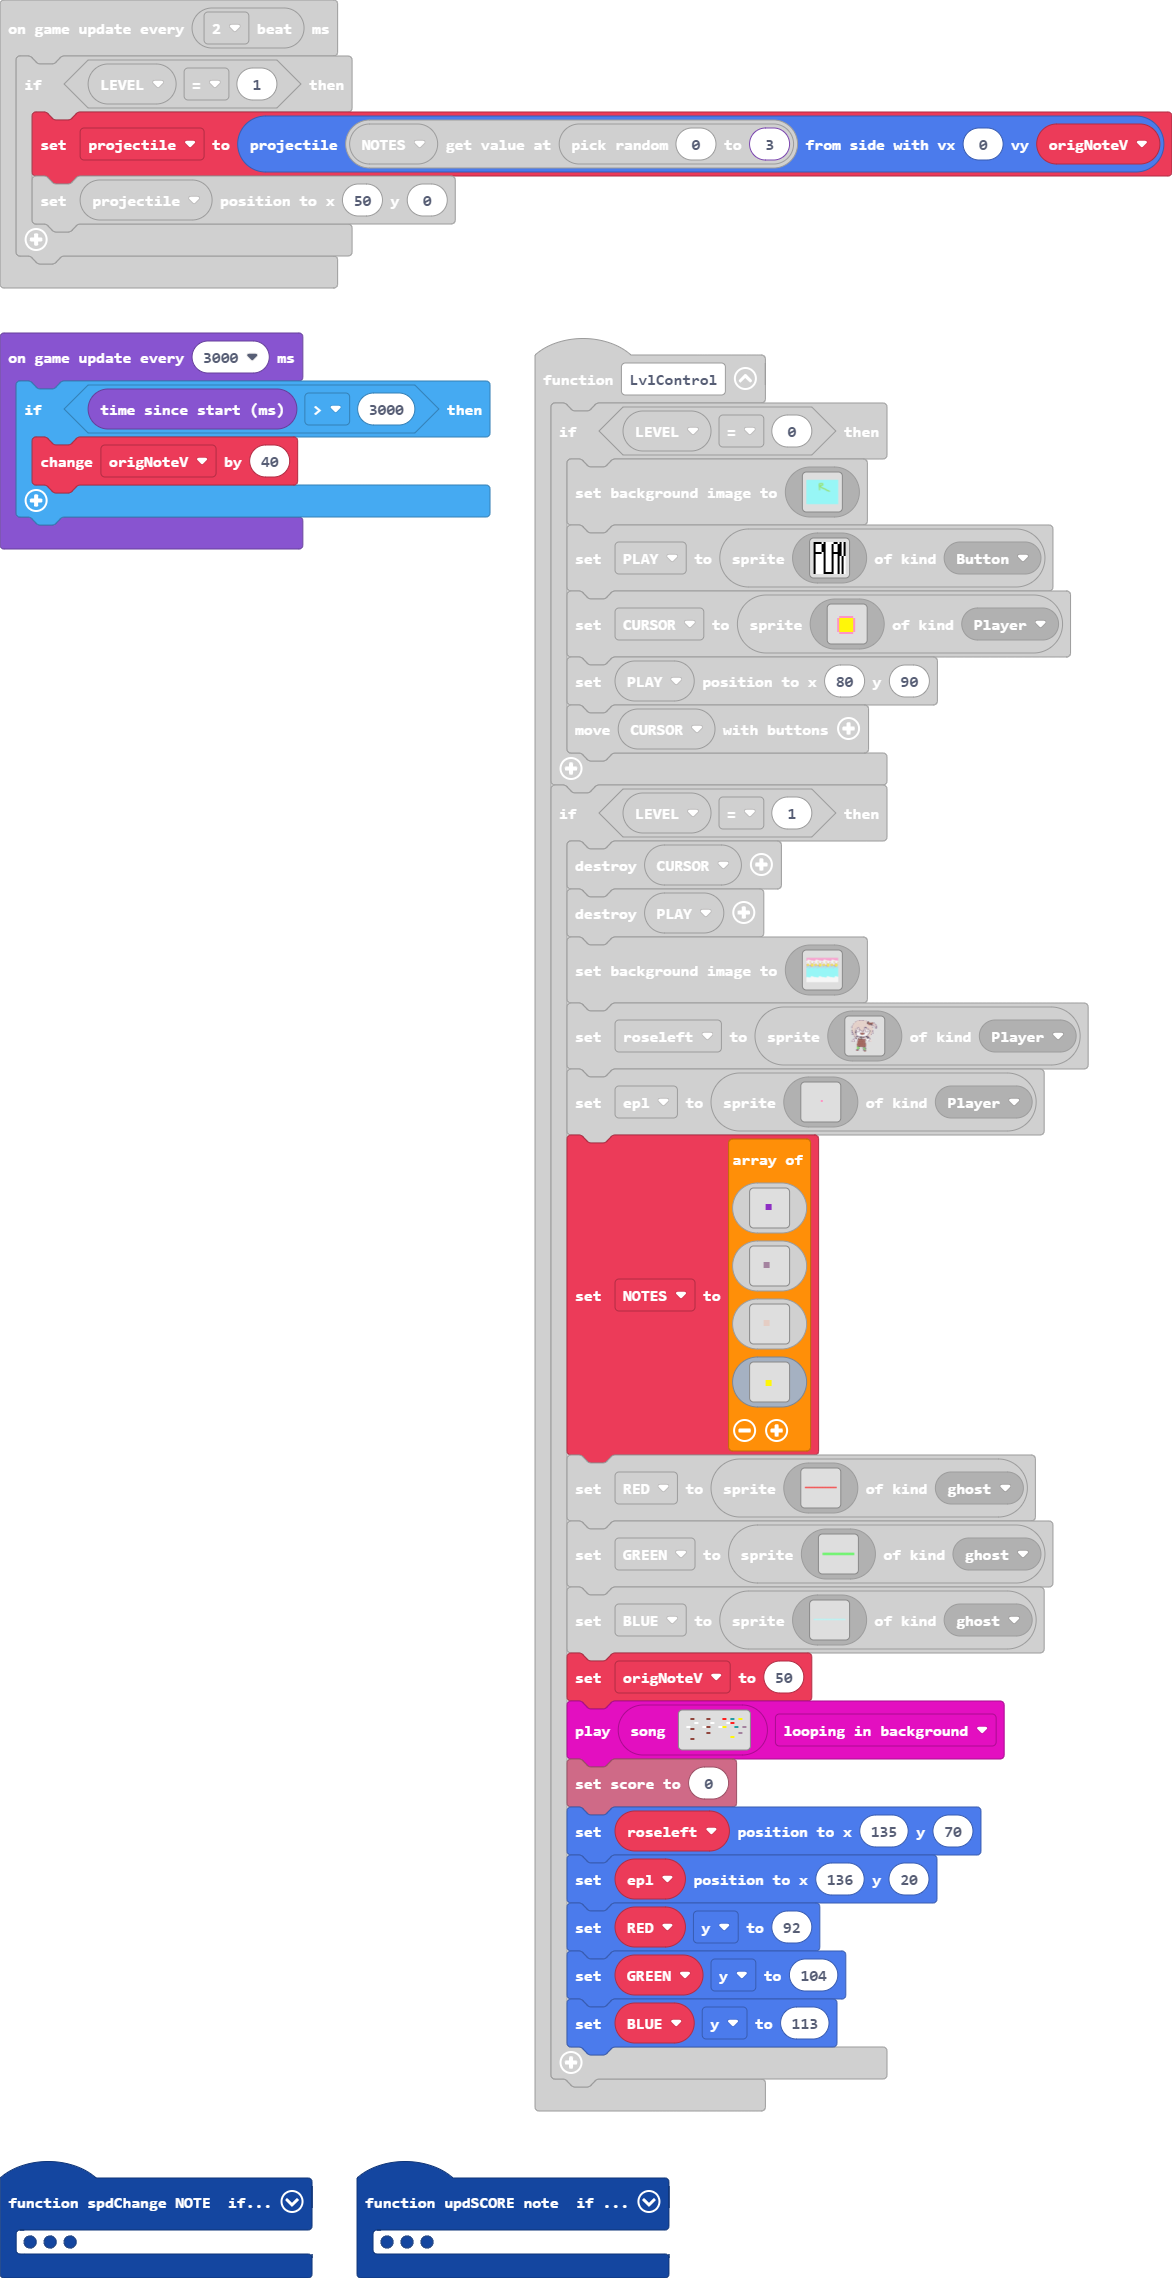 on game update every 2 beat ms
if LEVEL = 1 then
set projectile to projectile NOTES get value at pick random 0 to 3 from side with vx 0 vy origNoteV
set projectile position to x 50 y 0
on game update every 3000 ms
if time since start (ms) > 3000 then
change origNoteV by 40
function LvlControl
if LEVEL = 0 then
set background image to
set PLAY to sprite PLAY of kind Button
set CURSOR to sprite of kind Player
set PLAY position to x 80 y 90
move CURSOR with buttons
if LEVEL = 1 then
destroy CURSOR
destroy PLAY
set background image to
set roseleft to sprite of kind Player
set epl to sprite of kind Player
array of
set NOTES to
set RED to sprite of kind ghost
set GREEN to sprite of kind ghost
set BLUE to sprite of kind ghost
set origNoteV to 50
play song looping in background
set score to 0
set roseleft position to x 135 y 70
set epl position to x 136 y 20
set RED y to 92
set GREEN y to 104
set BLUE y to 113
function spdChange NOTE if...
function updSCORE note if ...